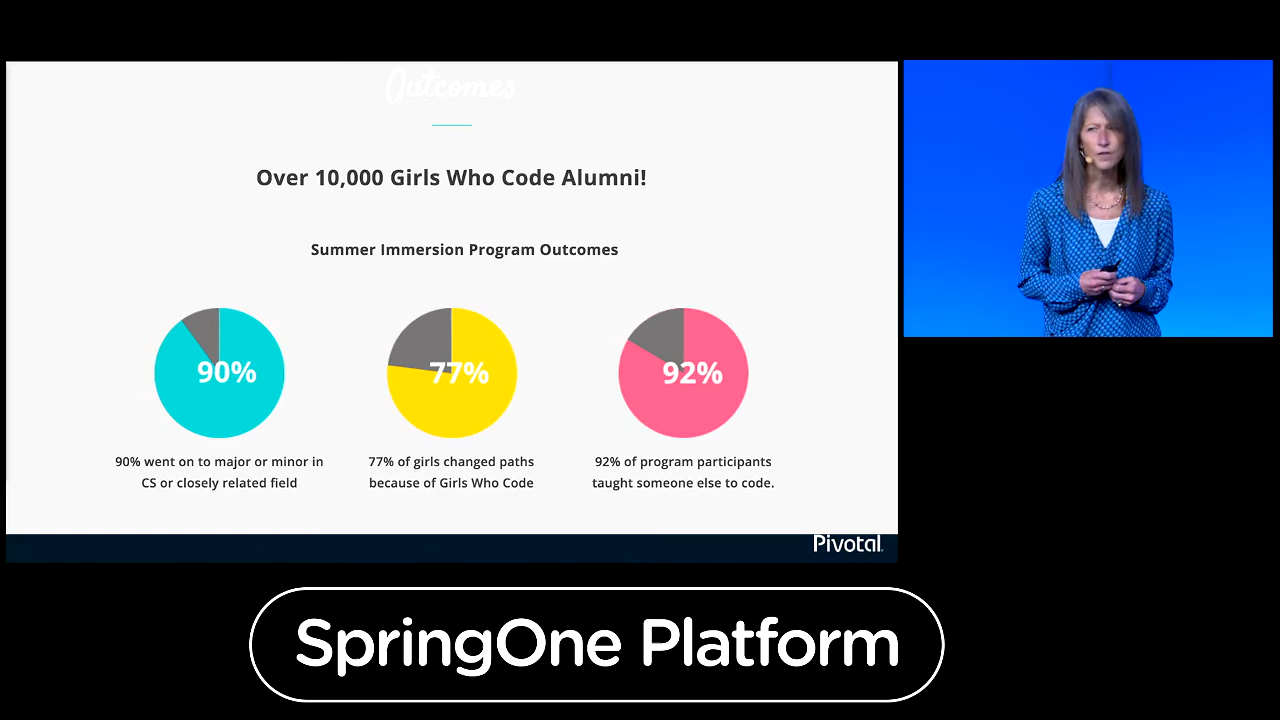 Outcomes
Over 10,000 Girls Who Code Alumni!
Summer Immersion Program Outcomes
90%
77%
92%
90% went on to major or minor in
CS or closely related field
77% of girls changed paths
because of Girls Who Code
92% of program participants
taught someone else to code.
Pivotal
SpringOne Platform